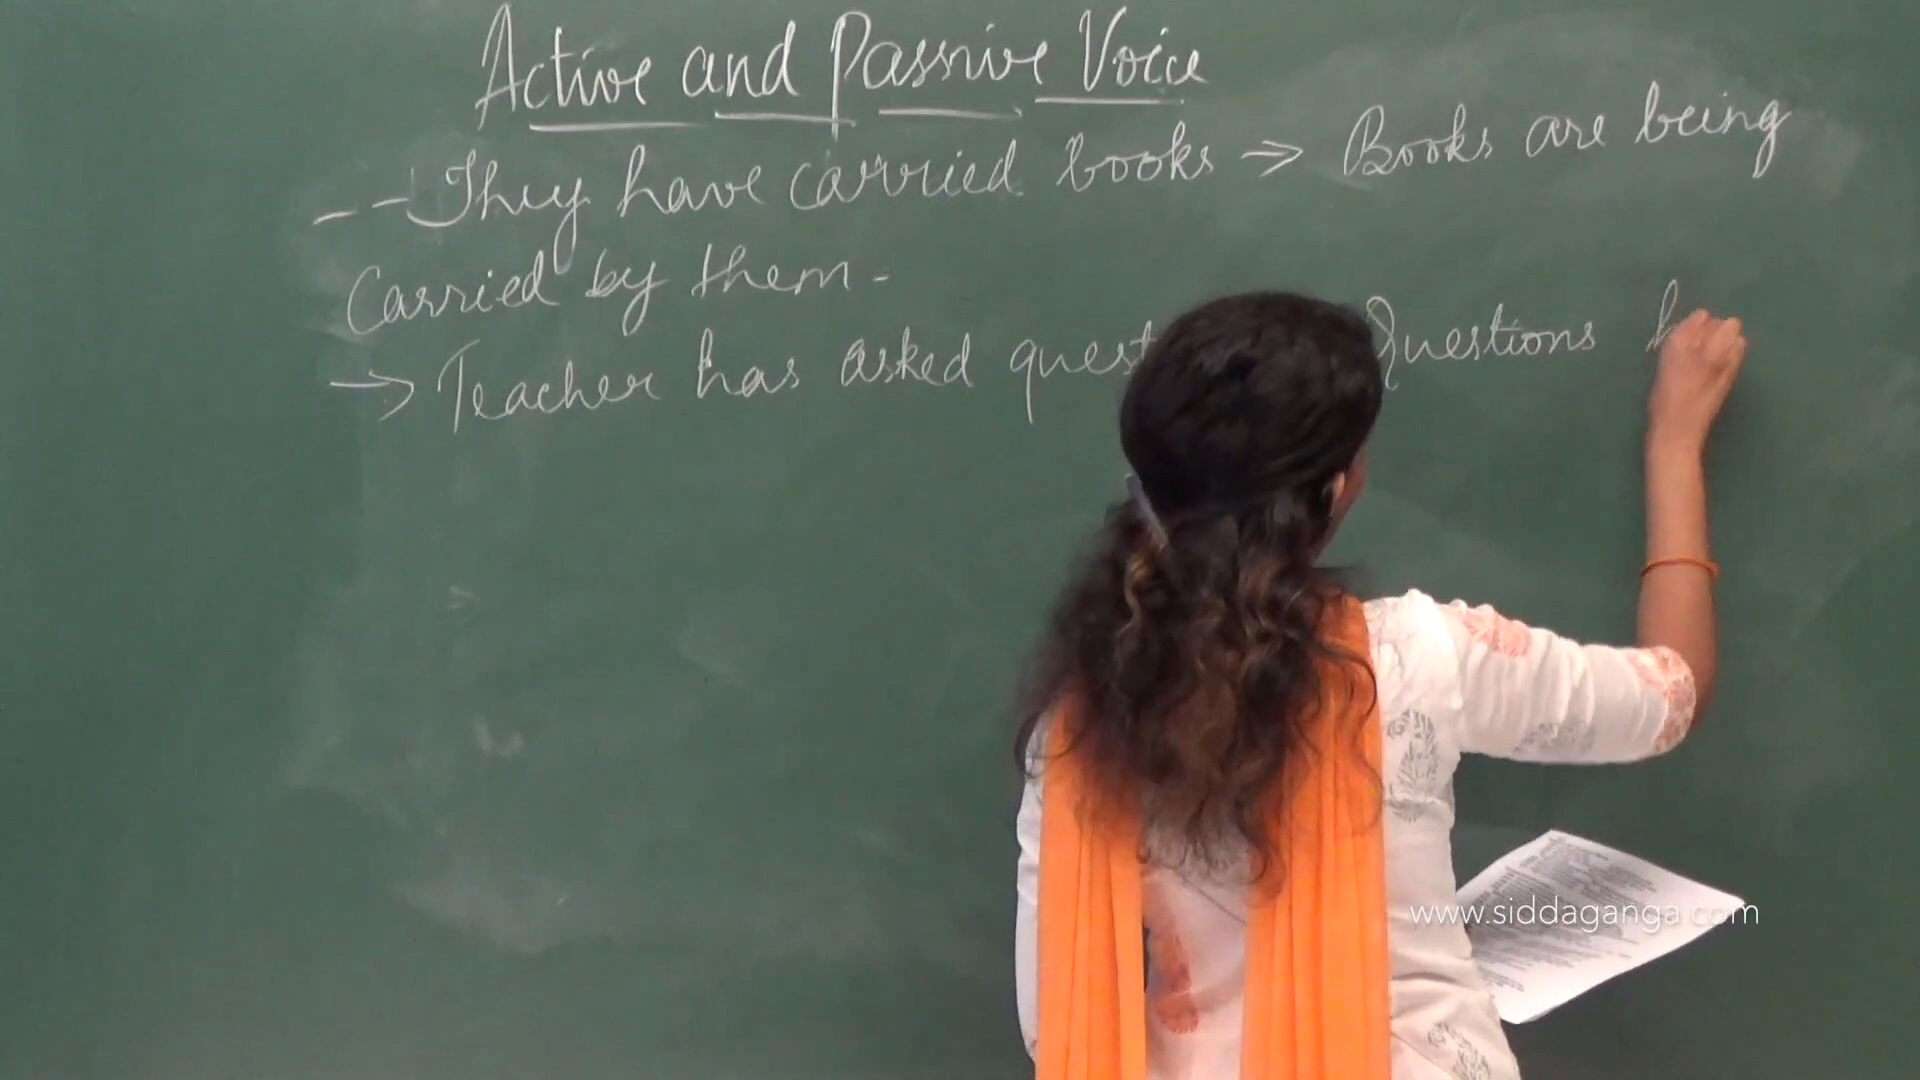 Active and Passive Voice
--They have carried books → Books are being
Carried by them-
→ Teacher has asked quest Questions h
www.siddaganga.com